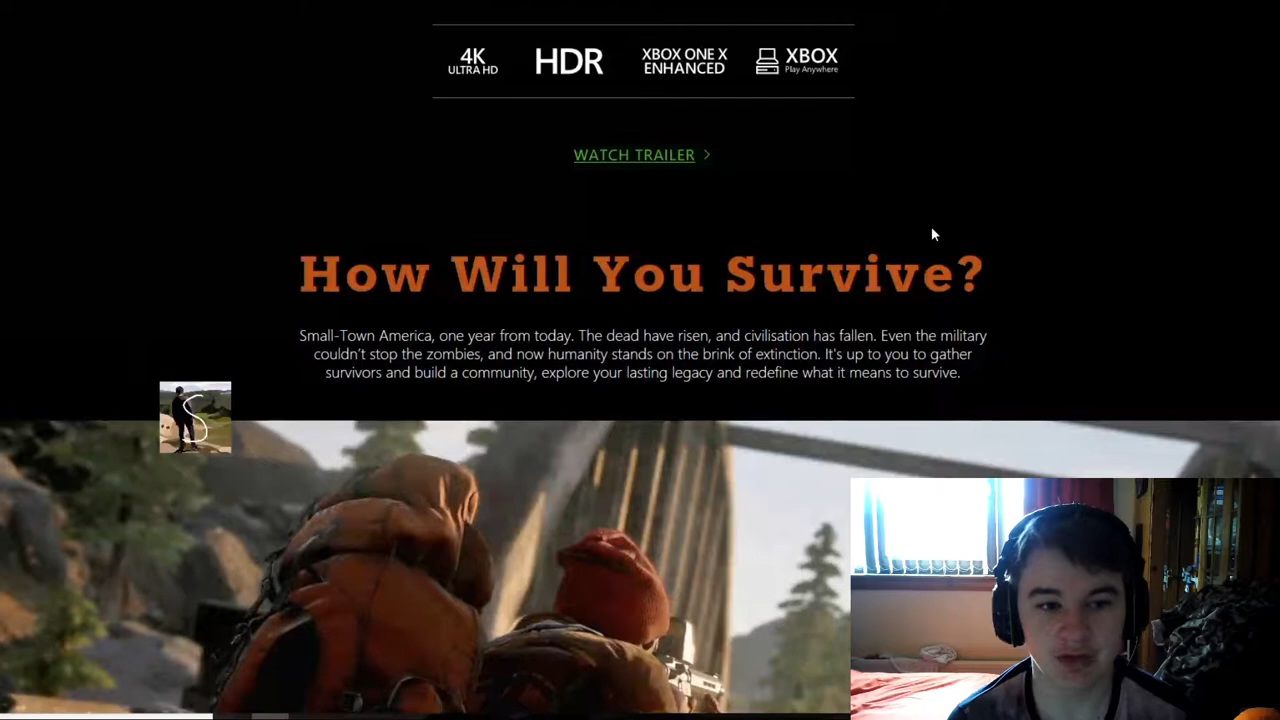 4K
ULTRA HD
HDR
XBOX ONE X
ENHANCED
XBOX
Play Anywhere
WATCH TRAILER >
How Will You Survive?
Small-Town America, one year from today. The dead have risen, and civilisation has fallen. Even the military
couldn't stop the zombies, and now humanity stands on the brink of extinction. It's up to you to gather
survivors and build a community, explore your lasting legacy and redefine what it means to survive.
S